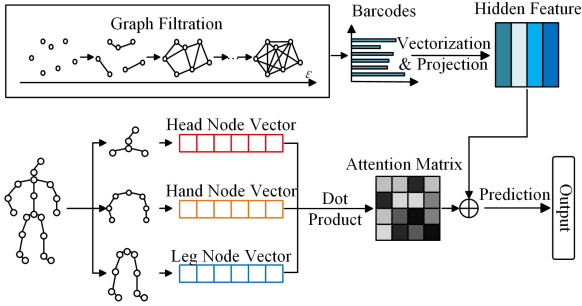 Graph Filtration
...
ε
Barcodes
Vectorization
& Projection
Hidden Feature
Head Node Vector
Hand Node Vector
Leg Node Vector
Dot
Product
Attention Matrix
Prediction
Output